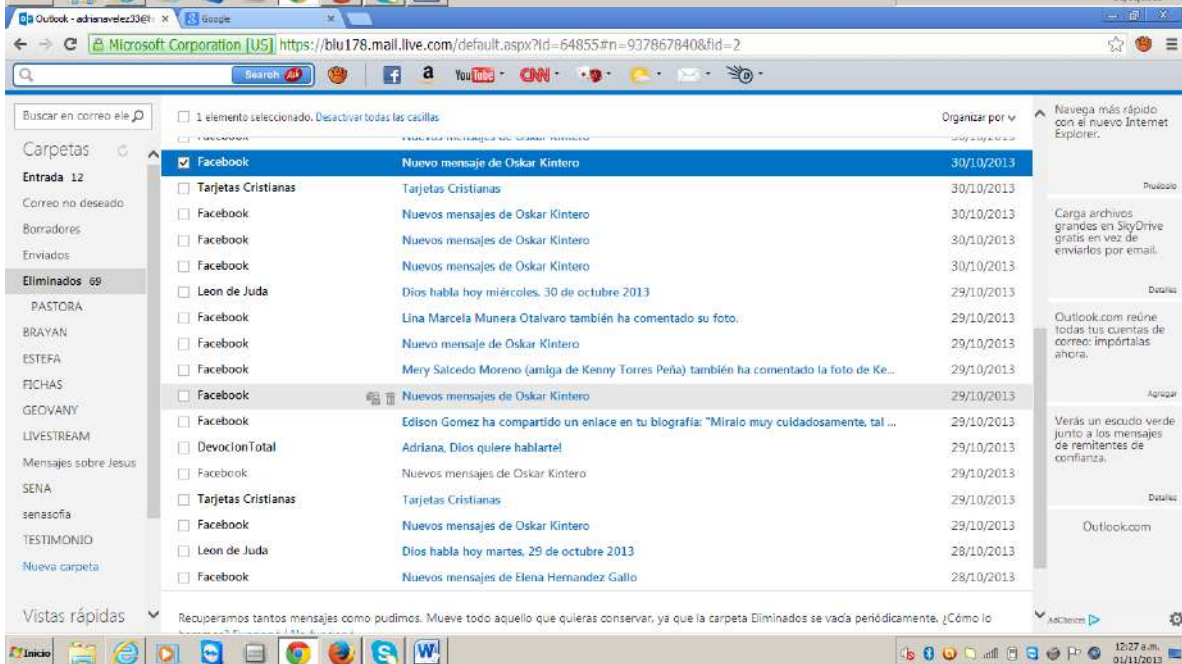 Outlook - adrianavelez33@h
Google
Microsoft Corporation [US] https://blu178.mail.live.com/default.aspx?id=64855#n=937867840&fid=2
Search
a YouTube CNN
Buscar en correo ele
1 elemento seleccionado. Desactivar todas las casillas
Organizar por
Carpetas
Entrada 12
Correo no deseado
Borradores
Enviados
Eliminados 69
PASTORA
BRAYAN
ESTEFA
FICHAS
GEOVANY
LIVESTREAM
Mensajes sobre Jesus
SENA
senasofia
TESTIMONIO
Nueva carpeta
Vistas rápidas
Facebook Nuevo mensaje de Oskar Kintero 30/10/2013
Tarjetas Cristianas Tarjetas Cristianas 30/10/2013
Facebook Nuevos mensajes de Oskar Kintero 30/10/2013
Facebook Nuevos mensajes de Oskar Kintero 30/10/2013
Facebook Nuevos mensajes de Oskar Kintero 30/10/2013
Leon de Juda Dios habla hoy miércoles, 30 de octubre 2013 29/10/2013
Facebook Lina Marcela Munera Otalvaro también ha comentado su foto. 29/10/2013
Facebook Nuevo mensaje de Oskar Kintero 29/10/2013
Facebook Mery Salcedo Moreno (amiga de Kenny Torres Peña) también ha comentado la foto de Ke... 29/10/2013
Facebook Nuevos mensajes de Oskar Kintero 29/10/2013
Facebook Edison Gomez ha compartido un enlace en tu biografía: "Miralo muy cuidadosamente, tal ... 29/10/2013
DevocionTotal Adriana, Dios quiere hablarte! 29/10/2013
Facebook Nuevos mensajes de Oskar Kintero 29/10/2013
Tarjetas Cristianas Tarjetas Cristianas 29/10/2013
Facebook Nuevos mensajes de Oskar Kintero 29/10/2013
Leon de Juda Dios habla hoy martes, 29 de octubre 2013 28/10/2013
Facebook Nuevos mensajes de Elena Hernandez Gallo 28/10/2013
Recuperamos tantos mensajes como pudimos. Mueve todo aquello que quieras conservar, ya que la carpeta Eliminados se vacía periódicamente. ¿Cómo lo
Navega más rápido
con el nuevo Internet
Explorer.
Pruébalo
Carga archivos
grandes en SkyDrive
gratis en vez de
enviarlos por email.
Detalles
Outlook.com reúne
todas tus cuentas de
correo: impórtalas
ahora.
Agregar
Verás un escudo verde
junto a los mensajes
de remitentes de
confianza.
Detalles
Outlook.com
AdChoices
Inicio
12:27 a.m.
01/11/2013